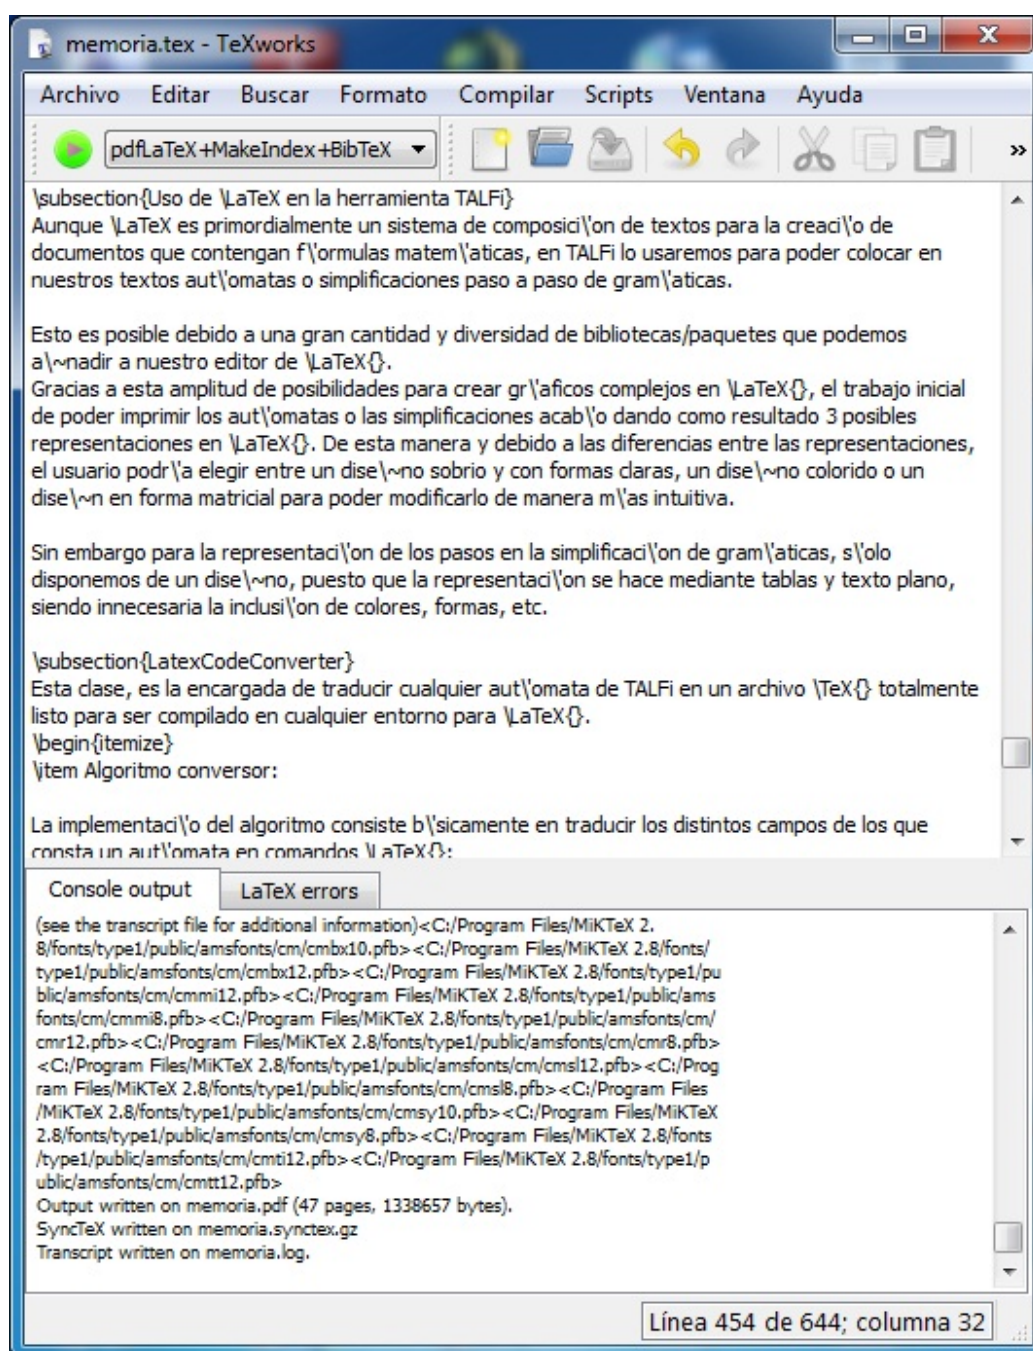 memoria.tex - TeXworks
Archivo Editar Buscar Formato Compilar Scripts Ventana Ayuda
pdfLaTeX+MakeIndex+BibTeX
\subsection{Uso de \LaTeX en la herramienta TALFi}
Aunque \LaTeX es primordialmente un sistema de composici\'on de textos para la creaci\'o de
documentos que contengan f\'ormulas matem\'aticas, en TALFi lo usaremos para poder colocar en
nuestros textos aut\'omatas o simplificaciones paso a paso de gram\'aticas.
Esto es posible debido a una gran cantidad y diversidad de bibliotecas/paquetes que podemos
a\~nadir a nuestro editor de \LaTeX{}.
Gracias a esta amplitud de posibilidades para crear gr\'aficos complejos en \LaTeX{}, el trabajo inicial
de poder imprimir los aut\'omatas o las simplificaciones acab\'o dando como resultado 3 posibles
representaciones en \LaTeX{}. De esta manera y debido a las diferencias entre las representaciones,
el usuario podr\'a elegir entre un dise\~no sobrio y con formas claras, un dise\~no colorido o un
dise\~n en forma matricial para poder modificarlo de manera m\'as intuitiva.
Sin embargo para la representaci\'on de los pasos en la simplificaci\'on de gram\'aticas, s\'olo
disponemos de un dise\~no, puesto que la representaci\'on se hace mediante tablas y texto plano,
siendo innecesaria la inclusi\'on de colores, formas, etc.
\subsection{LatexCodeConverter}
Esta clase, es la encargada de traducir cualquier aut\'omata de TALFi en un archivo \TeX{} totalmente
listo para ser compilado en cualquier entorno para \LaTeX{}.
\begin{itemize}
\item Algoritmo conversor:
La implementaci\'o del algoritmo consiste b\'sicamente en traducir los distintos campos de los que
consta un aut\'omata en comandos \LaTeX{}:
Console output LaTeX errors
(see the transcript file for additional information)<C:/Program Files/MiKTeX 2.
8/fonts/type1/public/amsfonts/cm/cmbx10.pfb><C:/Program Files/MiKTeX 2.8/fonts/
type1/public/amsfonts/cm/cmbx12.pfb><C:/Program Files/MiKTeX 2.8/fonts/type1/pu
blic/amsfonts/cm/cmmi12.pfb><C:/Program Files/MiKTeX 2.8/fonts/type1/public/ams
fonts/cm/cmmi8.pfb><C:/Program Files/MiKTeX 2.8/fonts/type1/public/amsfonts/cm/
cmr12.pfb><C:/Program Files/MiKTeX 2.8/fonts/type1/public/amsfonts/cm/cmr8.pfb>
<C:/Program Files/MiKTeX 2.8/fonts/type1/public/amsfonts/cm/cmsl12.pfb><C:/Prog
ram Files/MiKTeX 2.8/fonts/type1/public/amsfonts/cm/cmsl8.pfb><C:/Program Files
/MiKTeX 2.8/fonts/type1/public/amsfonts/cm/cmsy10.pfb><C:/Program Files/MiKTeX
2.8/fonts/type1/public/amsfonts/cm/cmsy8.pfb><C:/Program Files/MiKTeX 2.8/fonts
/type1/public/amsfonts/cm/cmti12.pfb><C:/Program Files/MiKTeX 2.8/fonts/type1/p
ublic/amsfonts/cm/cmtt12.pfb>
Output written on memoria.pdf (47 pages, 1338657 bytes).
SyncTeX written on memoria.synctex.gz
Transcript written on memoria.log.
Línea 454 de 644; columna 32